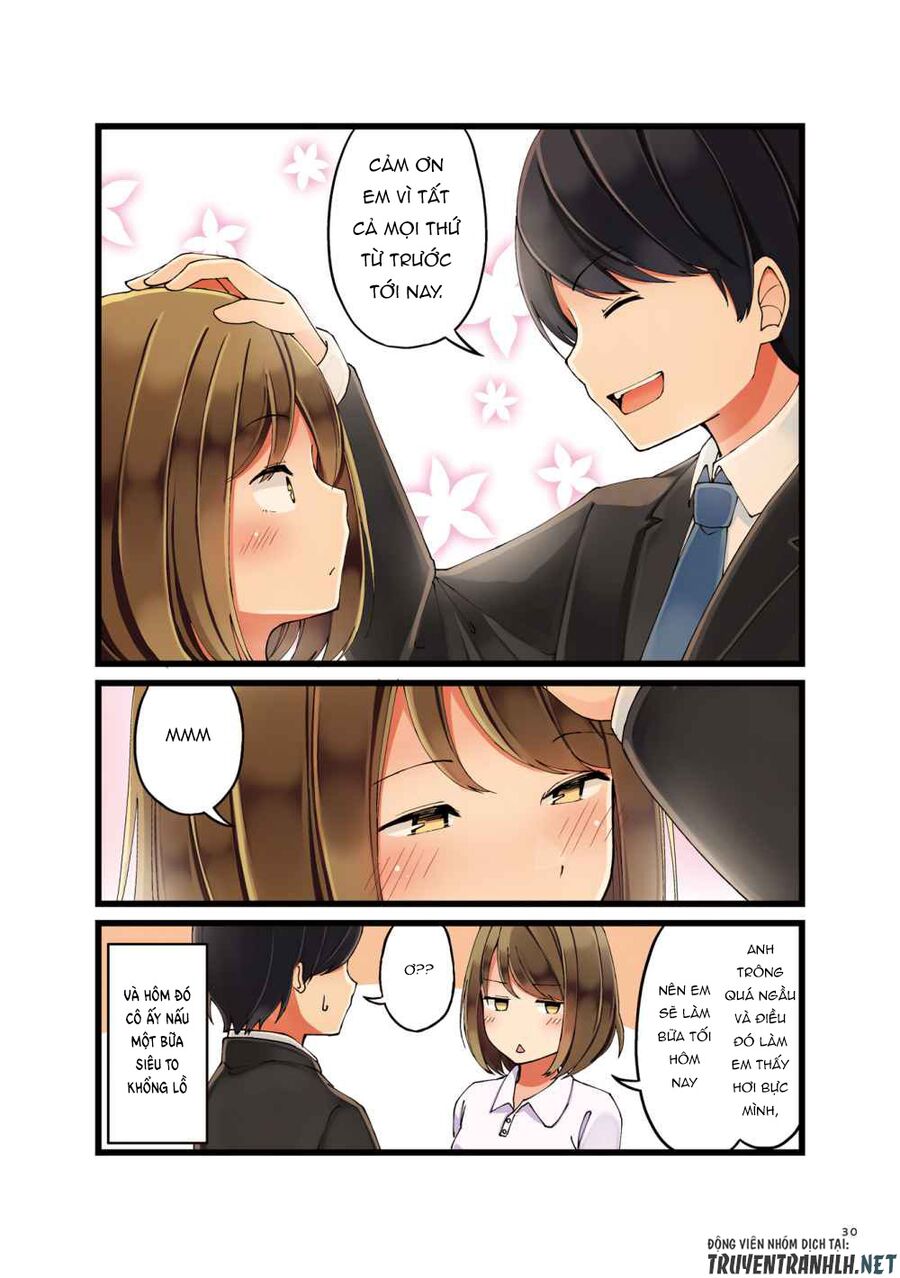 CẢM ƠN
EM VÌ TẤT
CẢ MỌI THỨ
TỪ TRƯỚC
TỚI NAY.
MMM
ANH
TRÔNG
QUÁ NGẦU
VÀ ĐIỀU
ĐÓ LÀM
EM THẤY
HƠI BỰC
MÌNH,
NÊN EM
SẼ LÀM
BỮA TỐI
HÔM
NAY
Ơ??
VÀ HÔM ĐÓ
CÔ ẤY NẤU
MỘT BỮA
SIÊU TO
KHỔNG LỒ
30
ĐỘNG VIÊN NHÓM DỊCH TẠI:
TRUYENTRANHLH.NET